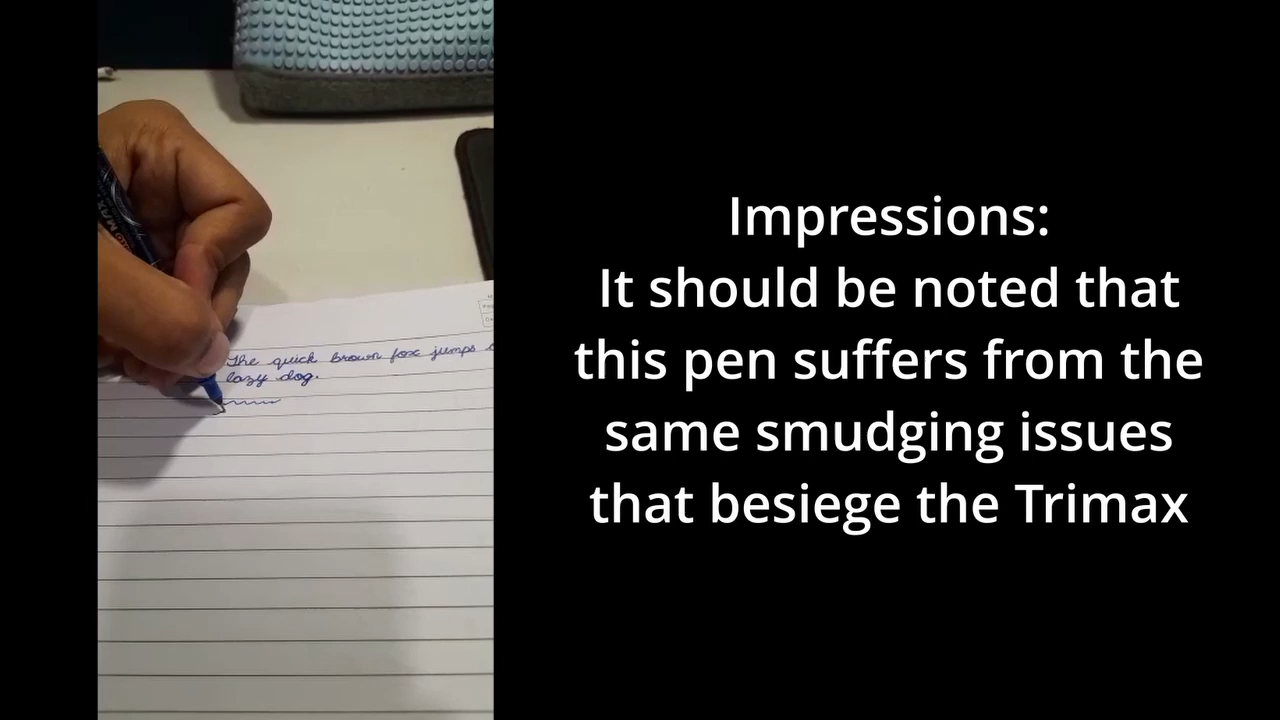 MAX
The quick brown fox jumps
lazy dog.
Impressions:
It should be noted that
this pen suffers from the
same smudging issues
that besiege the Trimax